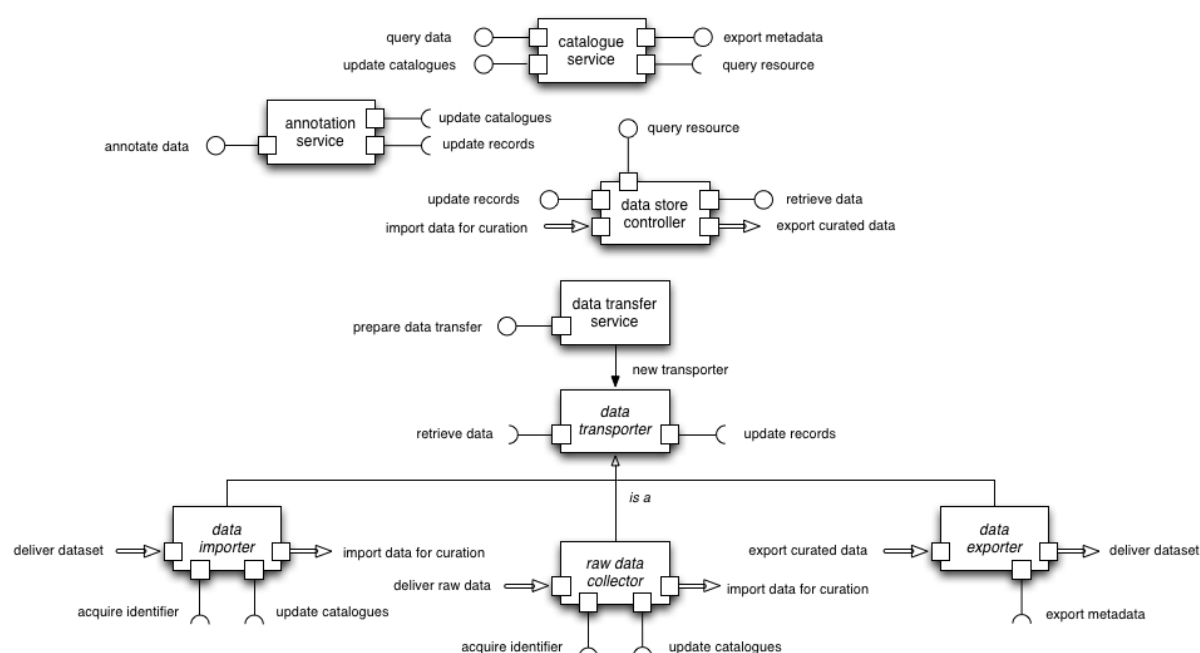 query data
catalogue
service
export metadata
update catalogues
query resource
annotation
service
update catalogues
annotate data
update records
query resource
update records
data store
controller
retrieve data
import data for curation
export curated data
data transfer
service
prepare data transfer
new transporter
data
transporter
retrieve data
update records
is a
data
importer
deliver dataset
import data for curation
acquire identifier
update catalogues
raw data
collector
deliver raw data
import data for curation
acquire identifier
update catalogues
data
exporter
export curated data
deliver dataset
export metadata